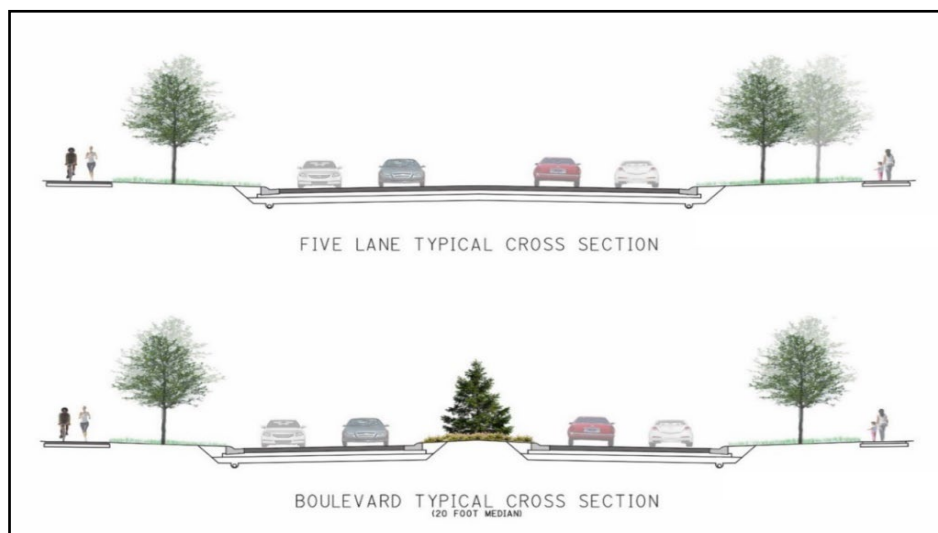 FIVE LANE TYPICAL CROSS SECTION
BOULEVARD TYPICAL CROSS SECTION
(20 FOOT MEDIAN)